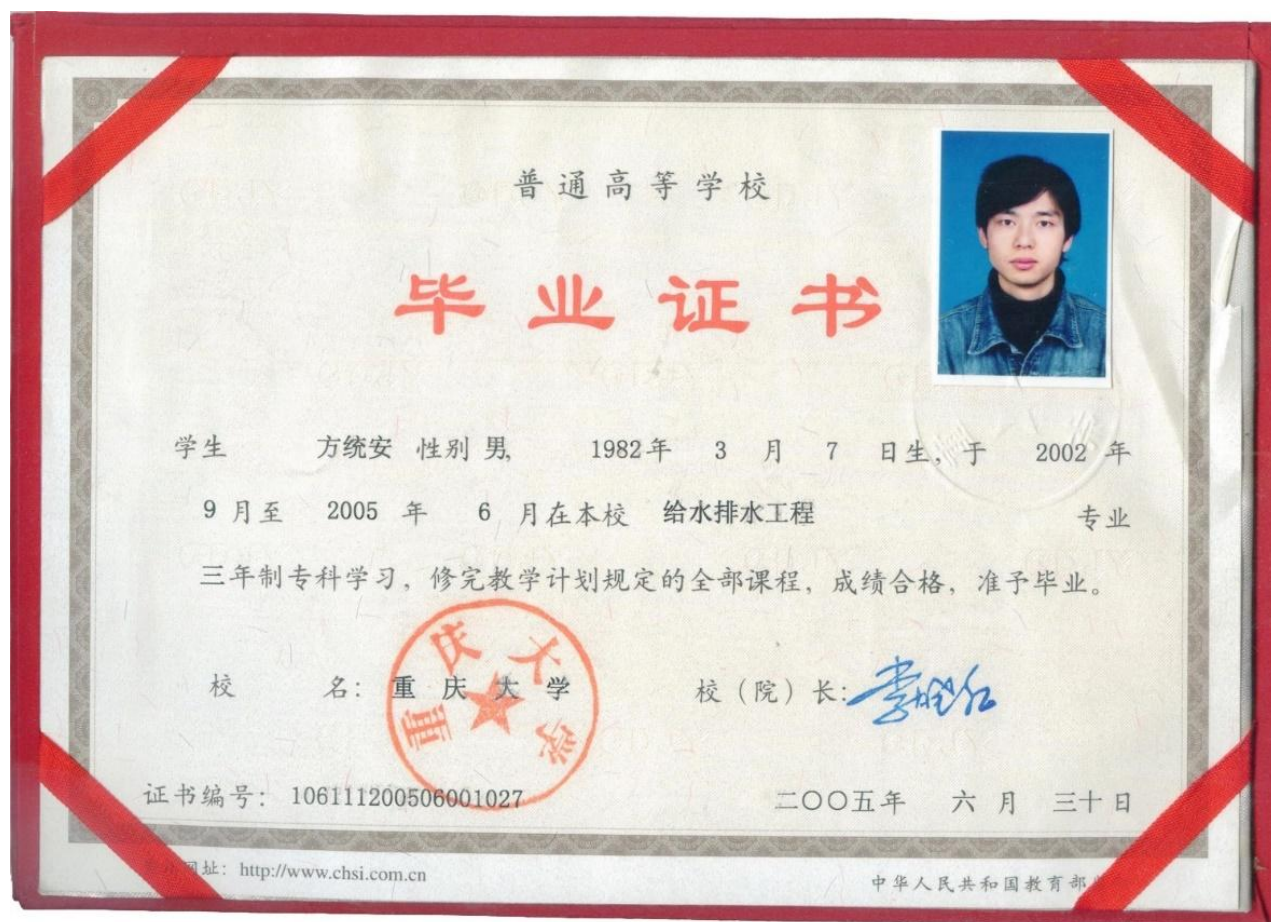 普通高等学校
毕业证书
学生 方统安 性别 男, 1982年 3 月 7 日生,于 2002 年
9 月至 2005 年 6 月在本校 给水排水工程 专业
三年制专科学习，修完教学计划规定的全部课程，成绩合格，准予毕业。
校 名：重庆大学 校（院）长：
重庆大学
证书编号：106111200506001027 二〇〇五年 六 月 三十 日
网址：http://www.chsi.com.cn
中华人民共和国教育部